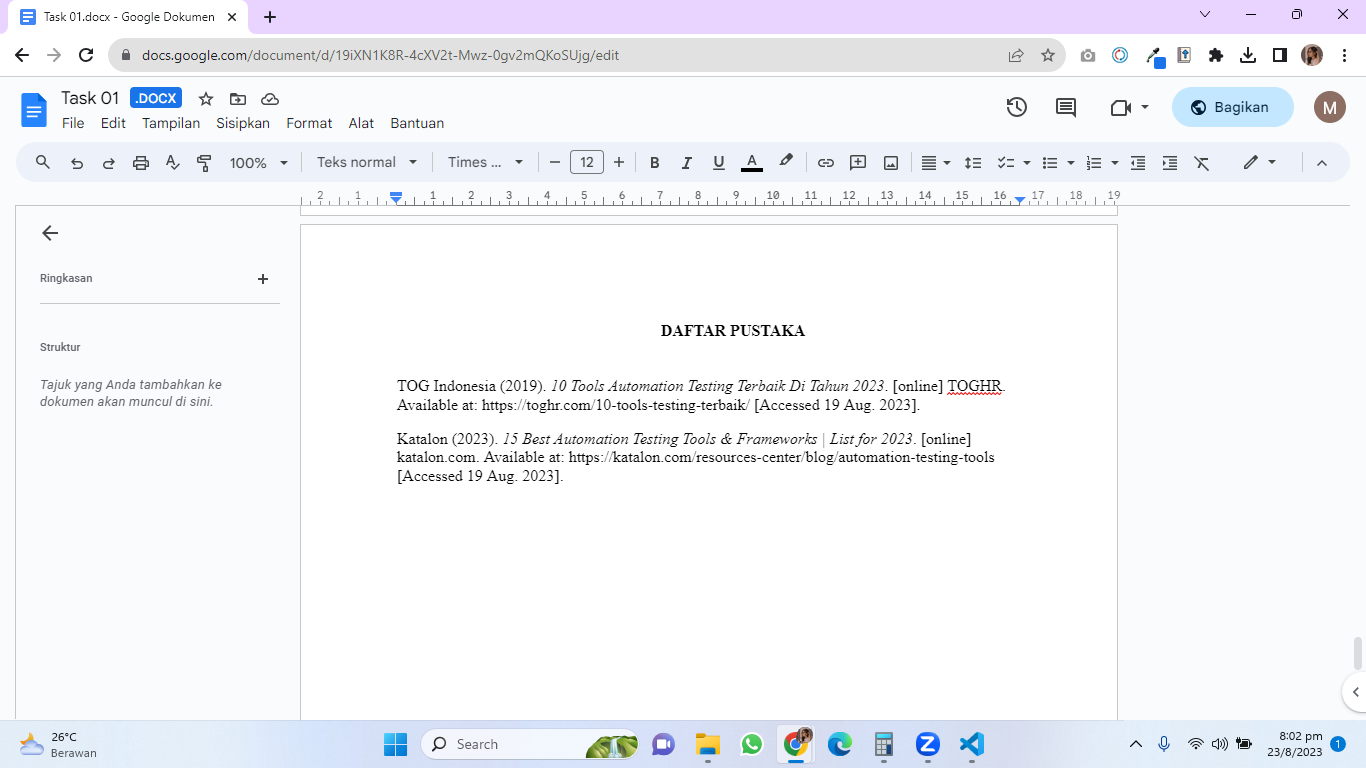 Task 01.docx - Google Dokumen
docs.google.com/document/d/19iXN1K8R-4cXV2t-Mwz-0gv2mQKoSUjg/edit
Task 01 .DOCX
File Edit Tampilan Sisipkan Format Alat Bantuan
Bagikan
M
100% Teks normal Times ... 12 B I U A
2 1 1 2 3 4 5 6 7 8 9 10 11 12 13 14 15 16 17 18 19
Ringkasan
Struktur
Tajuk yang Anda tambahkan ke
dokumen akan muncul di sini.
DAFTAR PUSTAKA
TOG Indonesia (2019). 10 Tools Automation Testing Terbaik Di Tahun 2023. [online] TOGHR.
Available at: https://toghr.com/10-tools-testing-terbaik/ [Accessed 19 Aug. 2023].
Katalon (2023). 15 Best Automation Testing Tools & Frameworks | List for 2023. [online]
katalon.com. Available at: https://katalon.com/resources-center/blog/automation-testing-tools
[Accessed 19 Aug. 2023].
26°C
Berawan
Search
8:02 pm
23/8/2023
1